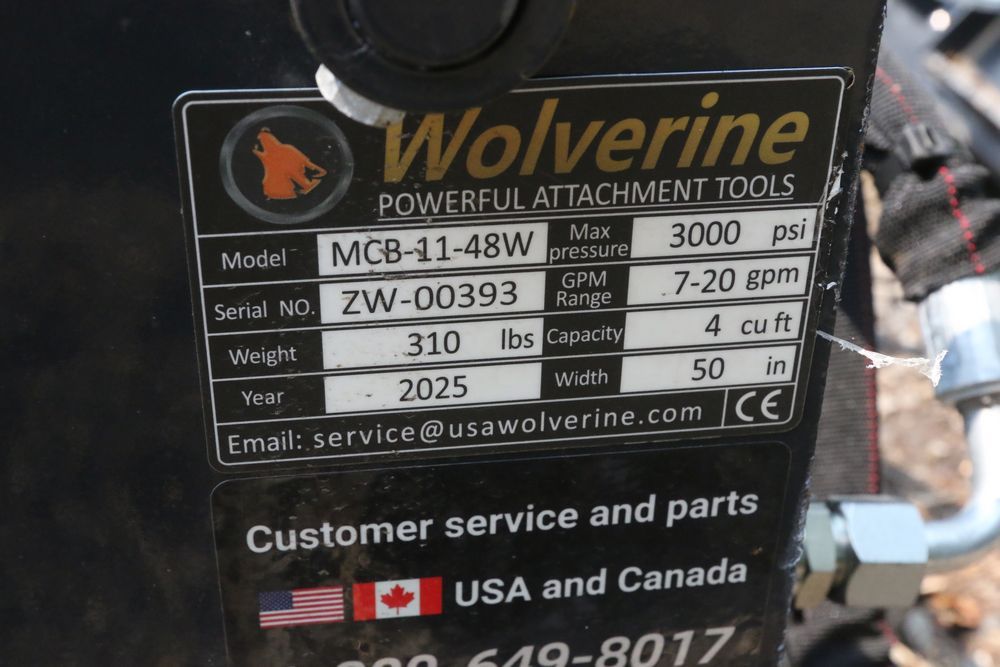 Wolverine
POWERFUL ATTACHMENT TOOLS
Model MCB-11-48W Max pressure 3000 psi
Serial NO. ZW-00393 GPM Range 7-20 gpm
Weight 310 lbs Capacity 4 cu ft
Year 2025 Width 50 in
Email: service@usawolverine.com CE
Customer service and parts
USA and Canada
649-8017